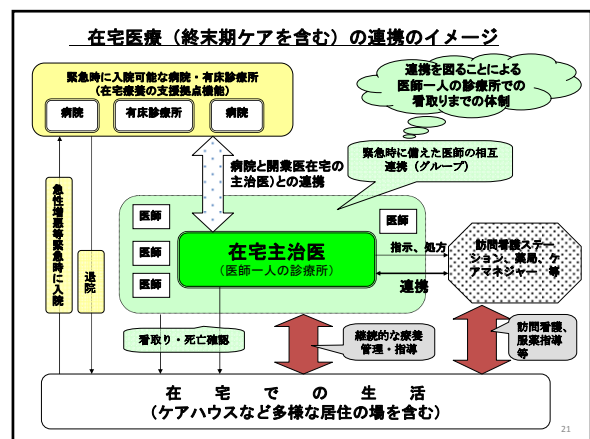 在宅医療（終末期ケアを含む）の連携のイメージ
緊急時に入院可能な病院・有床診療所
（在宅療養の支援拠点機能）
病院
有床診療所
病院
連携を図ることによる
医師一人の診療所での
看取りまでの体制
病院と開業医在宅の
主治医）との連携
緊急時に備えた医師の相互
連携（グループ）
急性増悪等緊急時に入院
退院
医師
医師
医師
医師
在宅主治医
（医師一人の診療所）
指示、処方
連携
訪問看護ステー
ション、薬局、ケ
アマネジャー　等
看取り・死亡確認
継続的な療養
管理・指導
訪問看護、
服薬指導
等
在宅での生活
（ケアハウスなど多様な居住の場を含む）
21